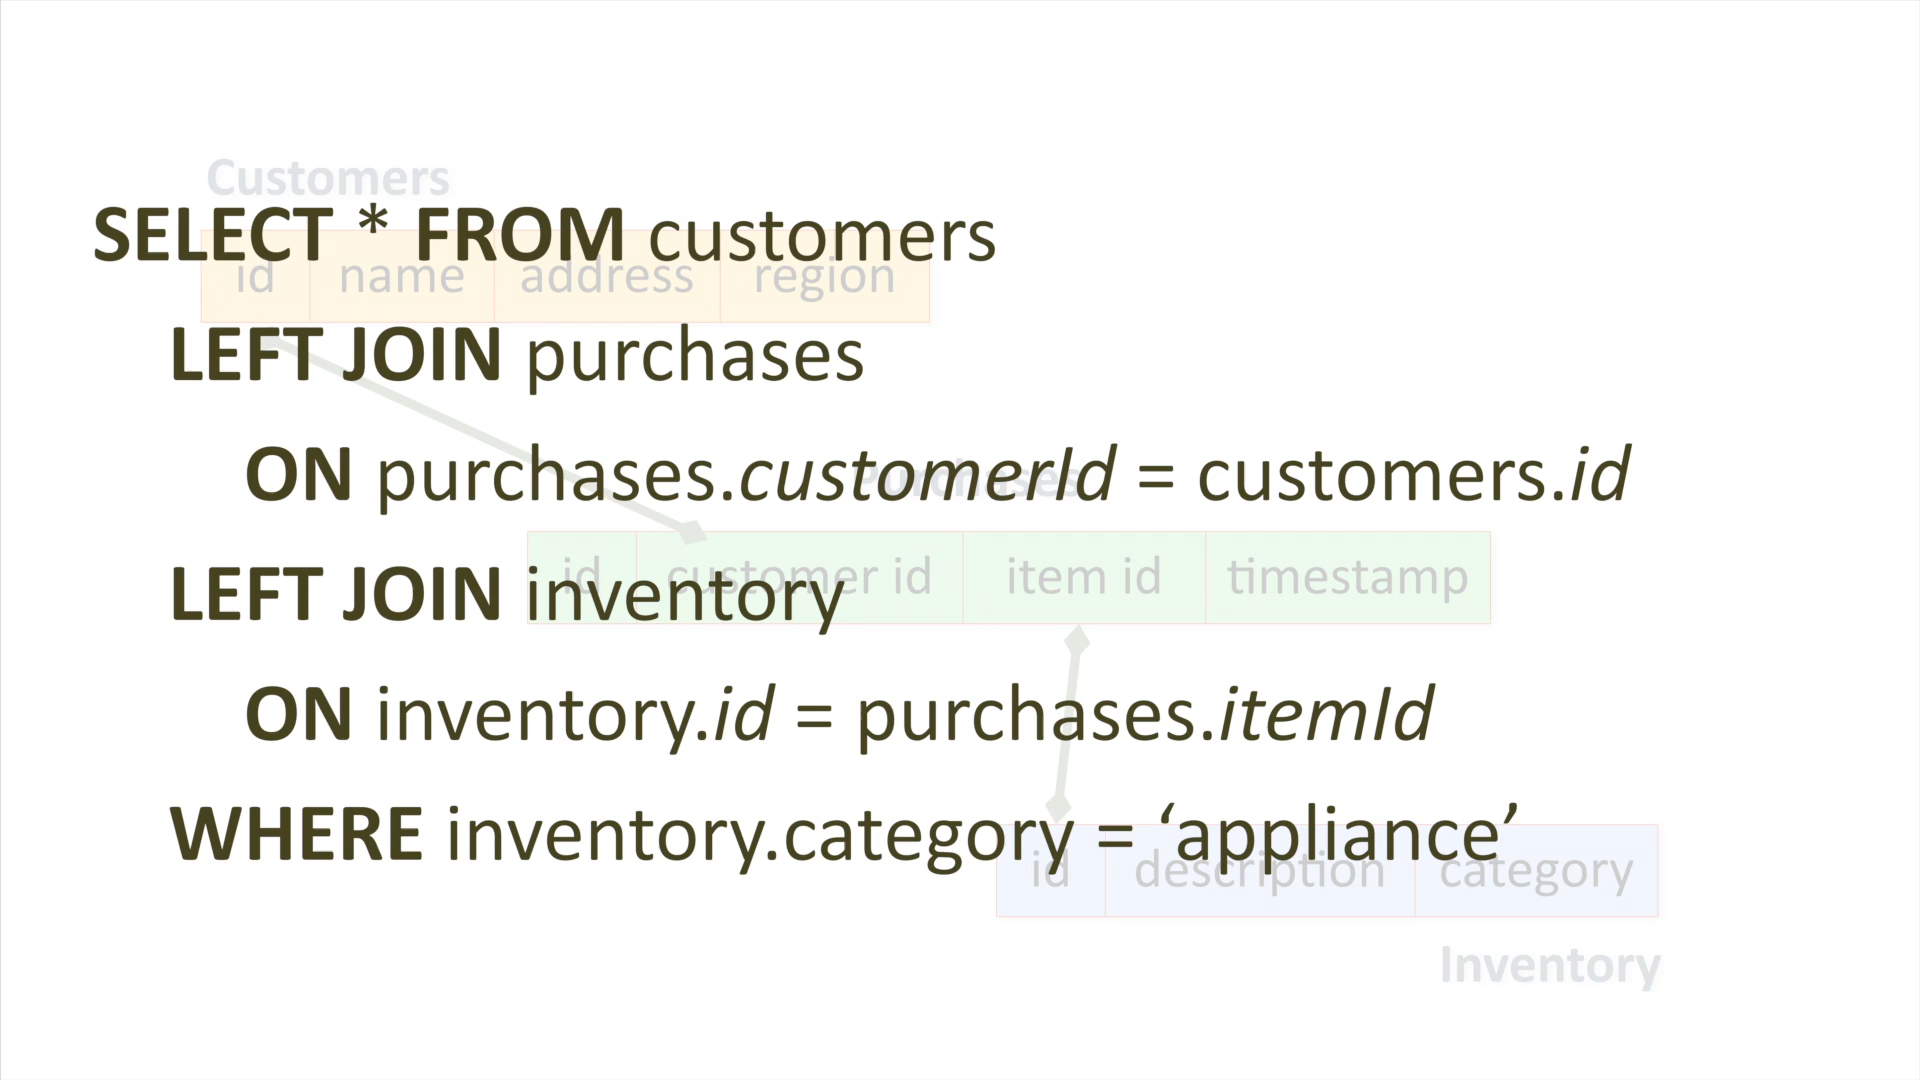 Customers
SELECT * FROM customers
id name address region
LEFT JOIN purchases
ON purchases.customerId = customers.id
Purchases
id customer id item id timestamp
LEFT JOIN inventory
ON inventory.id = purchases.itemId
WHERE inventory.category = ‘appliance’
id description category
Inventory